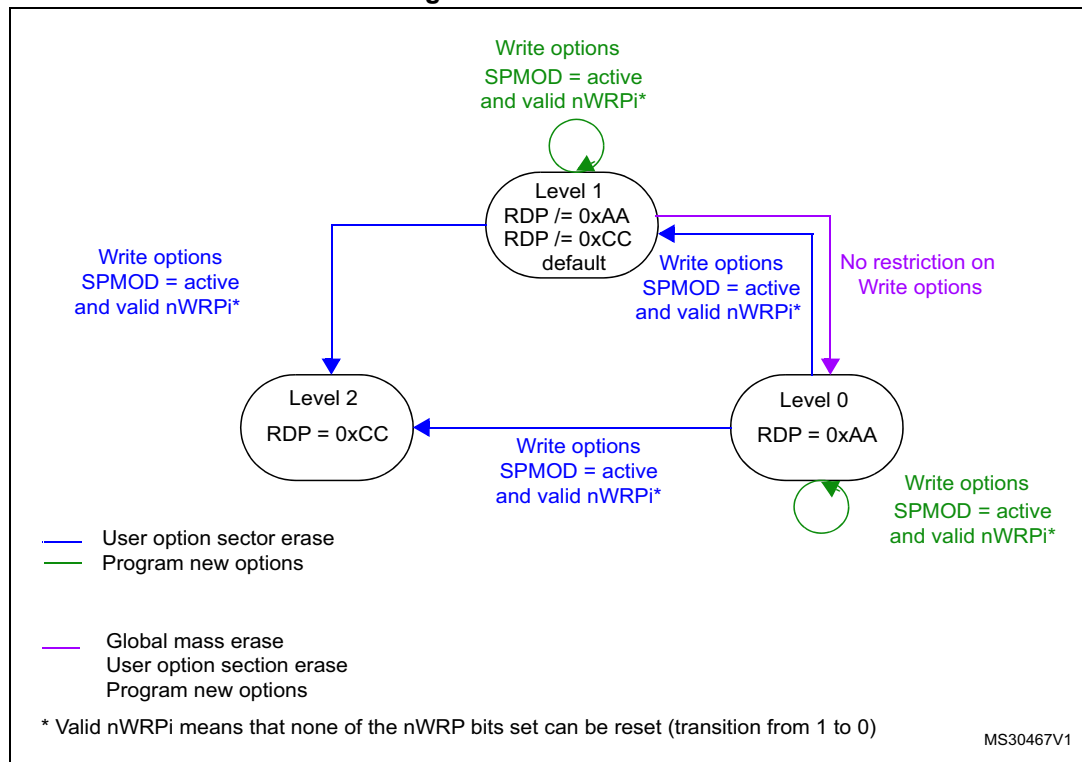 Write options
SPMOD = active
and valid nWRPi*
Level 1
RDP /= 0xAA
RDP /= 0xCC
default
Write options
SPMOD = active
and valid nWRPi*
Write options
SPMOD = active
and valid nWRPi*
No restriction on
Write options
Level 2
RDP = 0xCC
Level 0
RDP = 0xAA
Write options
SPMOD = active
and valid nWRPi*
Write options
SPMOD = active
and valid nWRPi*
User option sector erase
Program new options
Global mass erase
User option section erase
Program new options
* Valid nWRPi means that none of the nWRP bits set can be reset (transition from 1 to 0)
MS30467V1